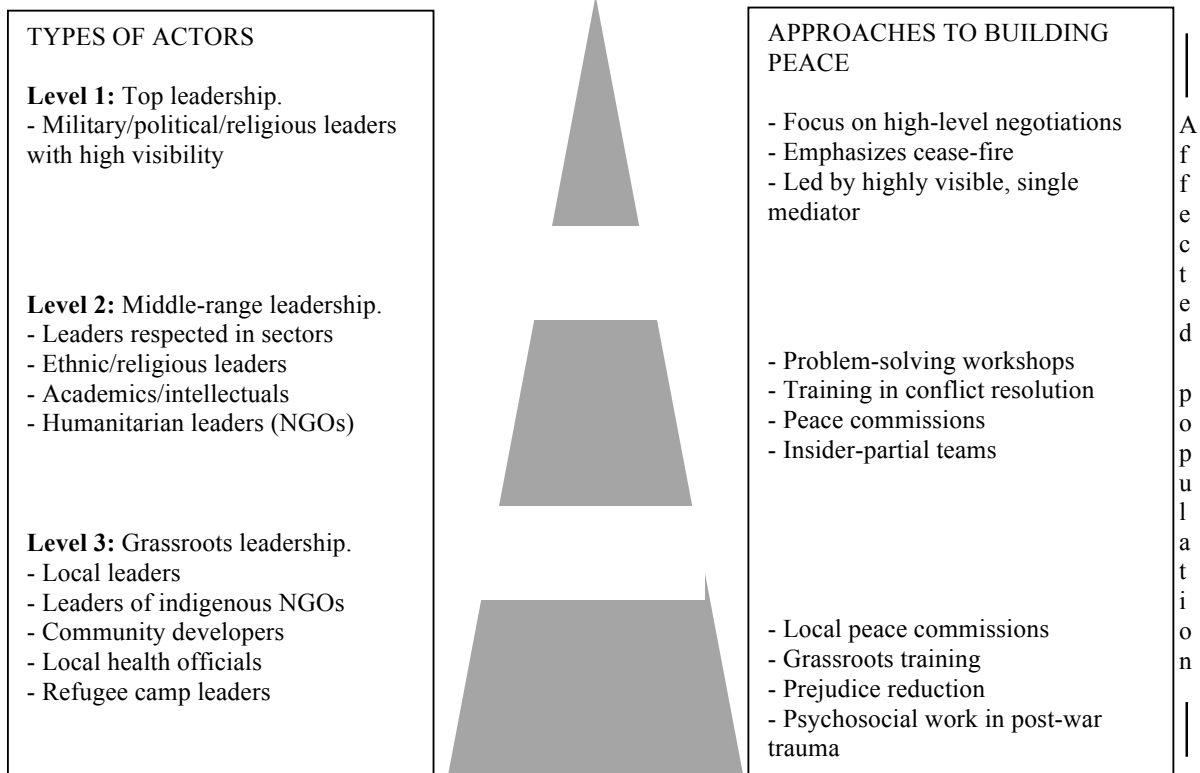 TYPES OF ACTORS
Level 1: Top leadership.
- Military/political/religious leaders
with high visibility
Level 2: Middle-range leadership.
- Leaders respected in sectors
- Ethnic/religious leaders
- Academics/intellectuals
- Humanitarian leaders (NGOs)
Level 3: Grassroots leadership.
- Local leaders
- Leaders of indigenous NGOs
- Community developers
- Local health officials
- Refugee camp leaders
APPROACHES TO BUILDING
PEACE
- Focus on high-level negotiations
- Emphasizes cease-fire
- Led by highly visible, single
mediator
- Problem-solving workshops
- Training in conflict resolution
- Peace commissions
- Insider-partial teams
- Local peace commissions
- Grassroots training
- Prejudice reduction
- Psychosocial work in post-war
trauma
Affected population